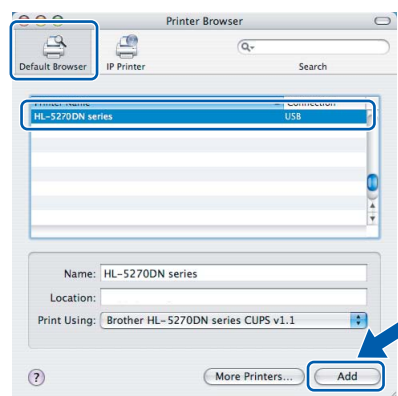 Printer Browser
Default Browser
IP Printer
Search
Printer Name Connection
HL-5270DN series USB
Name: HL-5270DN series
Location:
Print Using: Brother HL-5270DN series CUPS v1.1
? More Printers... Add